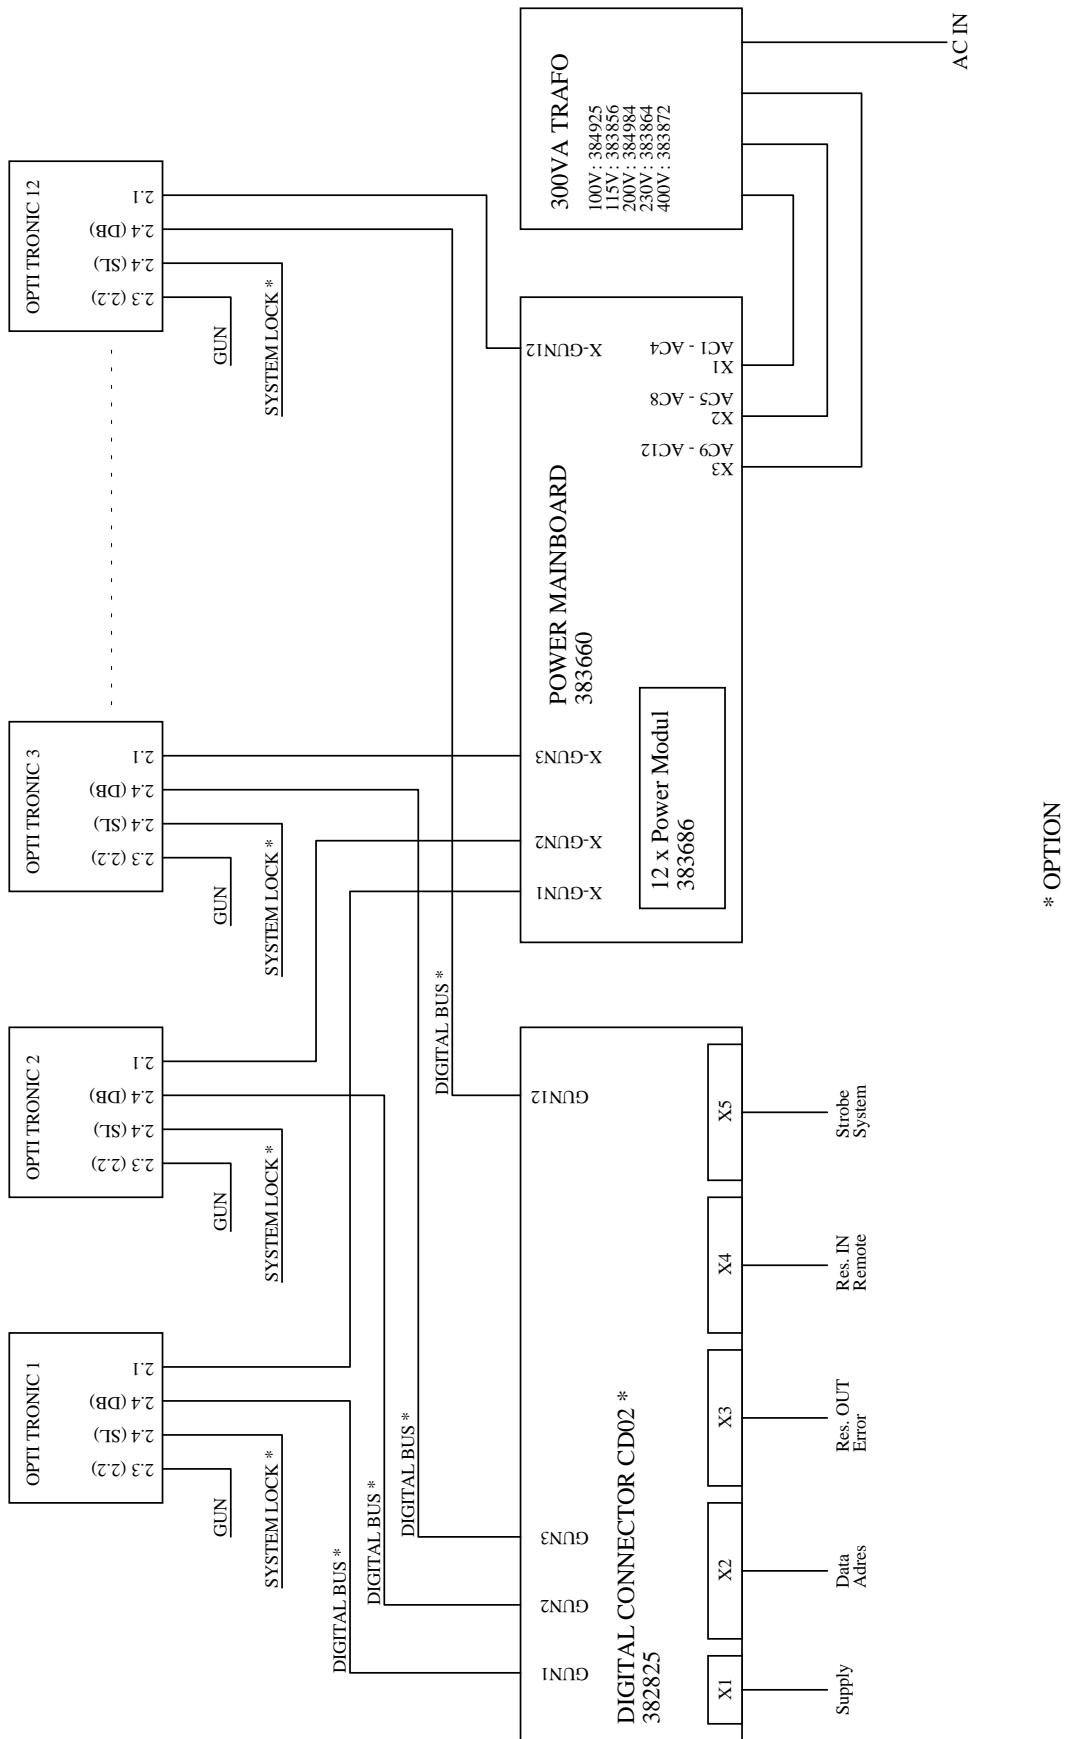 OPTI TRONIC 1
2.3 (2.2)
2.4 (SL)
2.4 (DB)
2.1
GUN
SYSTEM LOCK *
OPTI TRONIC 2
2.3 (2.2)
2.4 (SL)
2.4 (DB)
2.1
GUN
SYSTEM LOCK *
OPTI TRONIC 3
2.3 (2.2)
2.4 (SL)
2.4 (DB)
2.1
GUN
SYSTEM LOCK *
OPTI TRONIC 12
2.3 (2.2)
2.4 (SL)
2.4 (DB)
2.1
GUN
SYSTEM LOCK *
DIGITAL BUS *
DIGITAL BUS *
DIGITAL BUS *
DIGITAL BUS *
GUN1
GUN2
GUN3
GUN12
DIGITAL CONNECTOR CD02 *
382825
X1
X2
X3
X4
X5
Supply
Data
Adres
Res. OUT
Error
Res. IN
Remote
Strobe
System
X-GUN1
X-GUN2
X-GUN3
X-GUN12
POWER MAINBOARD
383660
12 x Power Modul
383686
X3
AC9 - AC12
X2
AC5 - AC8
X1
AC1 - AC4
300VA TRAFO
100V: 384925
115V: 383856
200V: 384984
230V: 383864
400V: 383872
AC IN
* OPTION